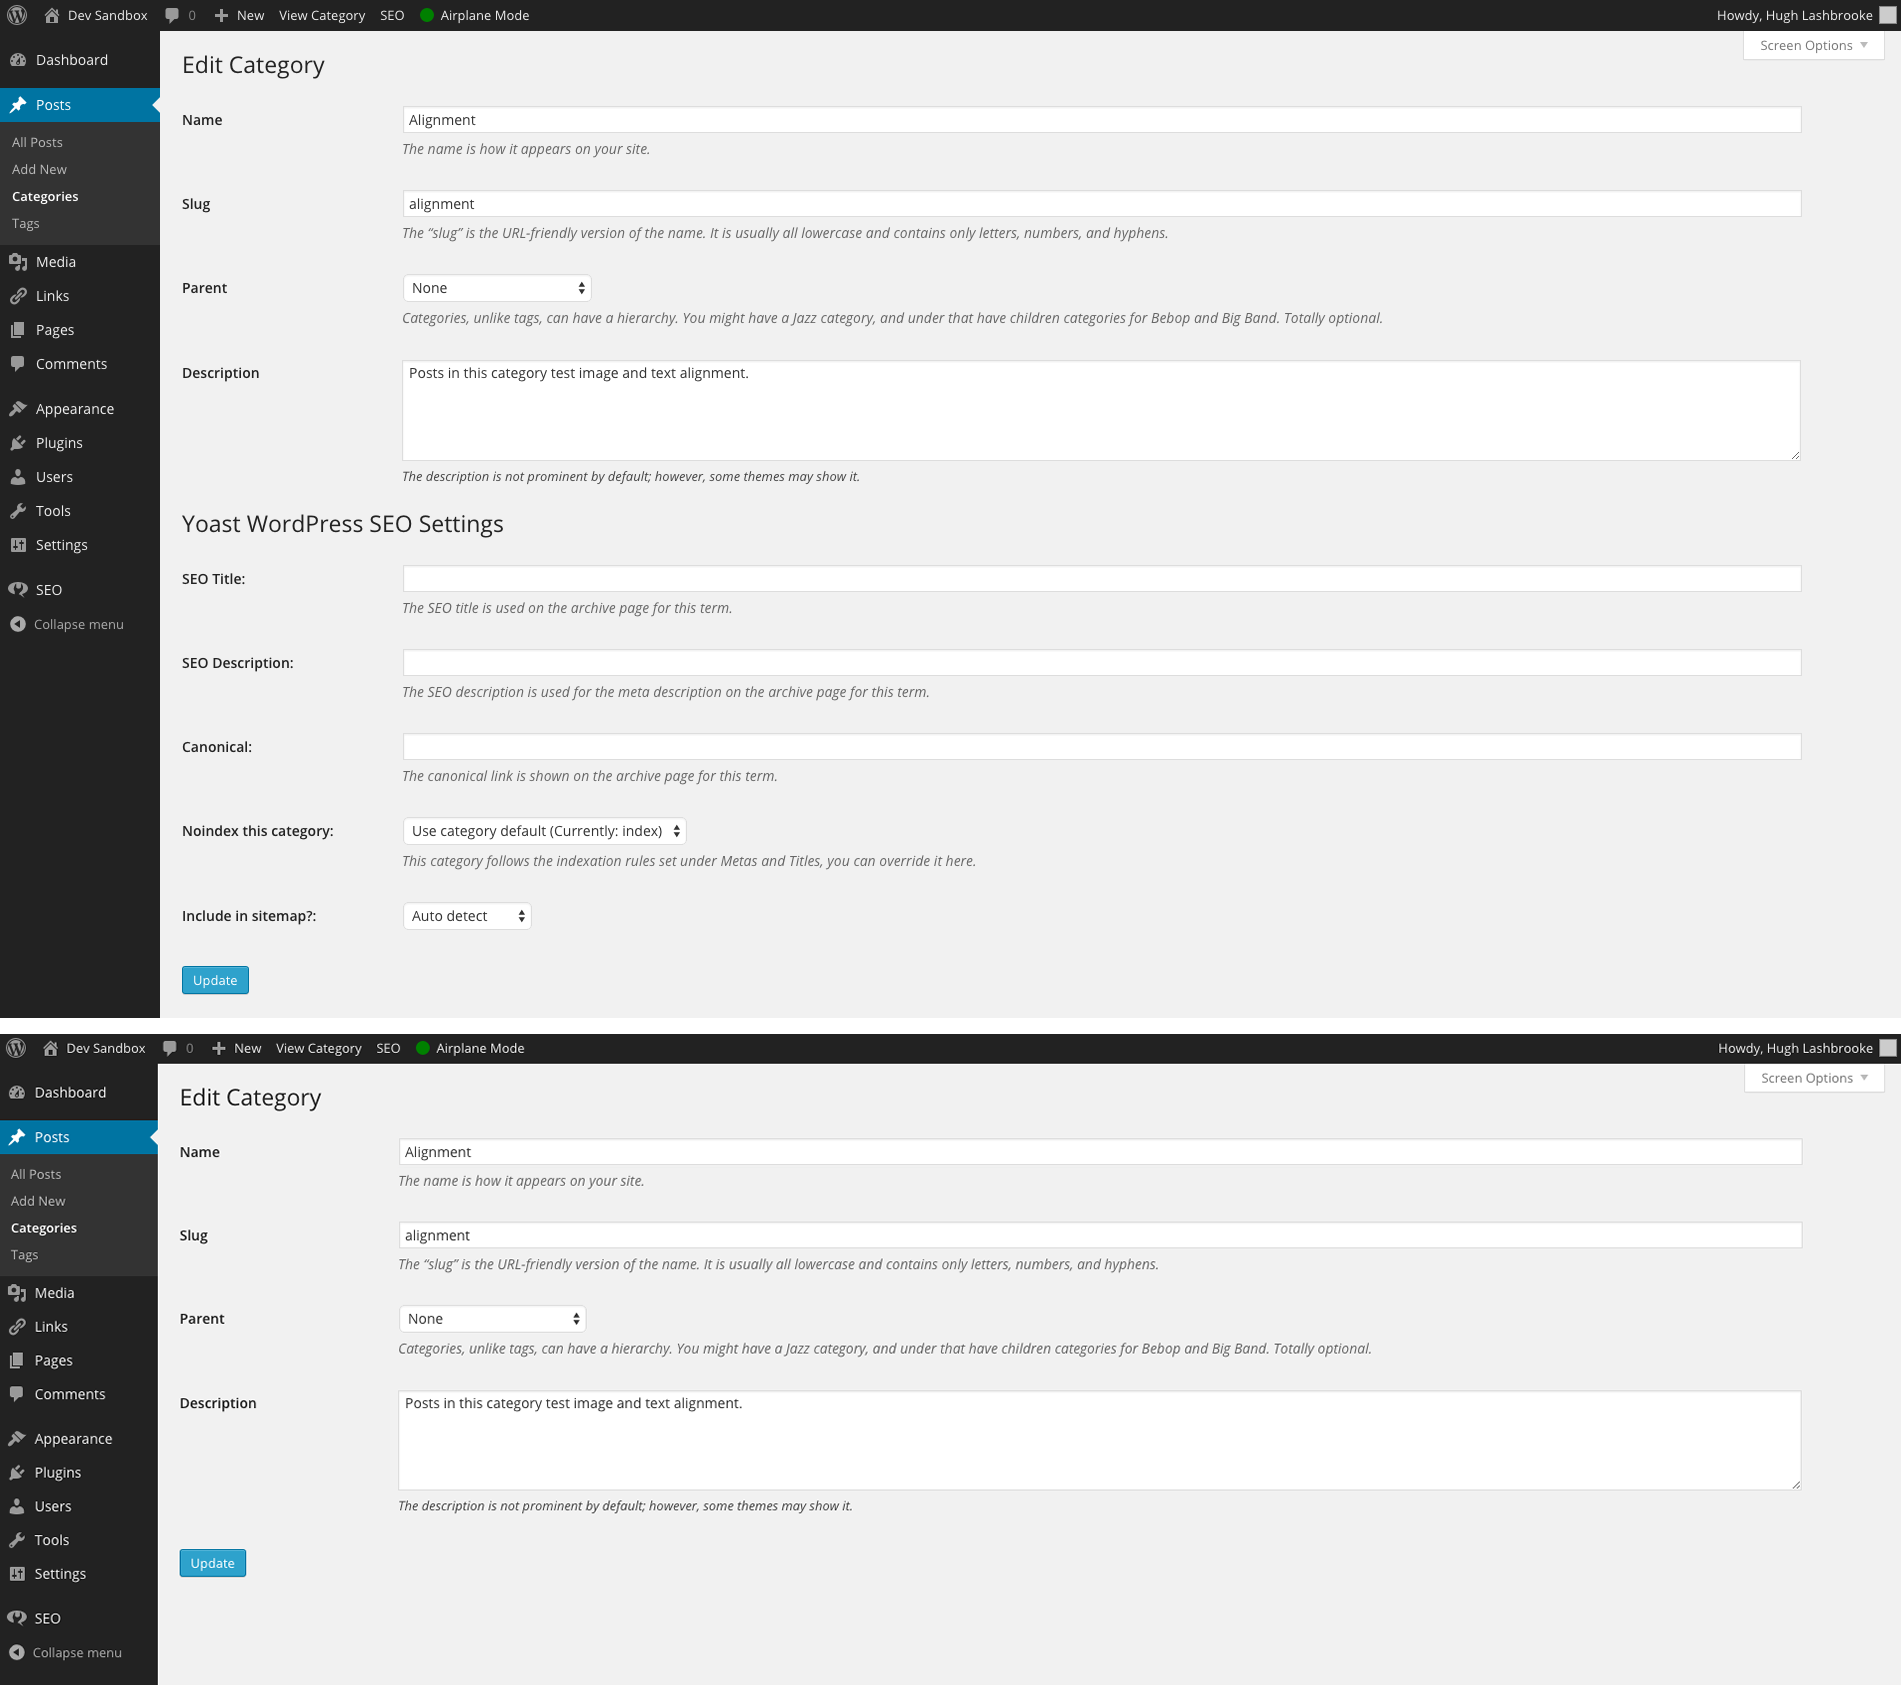 Dev Sandbox 0 New View Category SEO Airplane Mode Howdy, Hugh Lashbrooke
Screen Options
Dashboard
Posts
All Posts
Add New
Categories
Tags
Media
Links
Pages
Comments
Appearance
Plugins
Users
Tools
Settings
SEO
Collapse menu
Edit Category
Name Alignment
The name is how it appears on your site.
Slug alignment
The “slug” is the URL-friendly version of the name. It is usually all lowercase and contains only letters, numbers, and hyphens.
Parent None
Categories, unlike tags, can have a hierarchy. You might have a Jazz category, and under that have children categories for Bebop and Big Band. Totally optional.
Description Posts in this category test image and text alignment.
The description is not prominent by default; however, some themes may show it.
Yoast WordPress SEO Settings
SEO Title:
The SEO title is used on the archive page for this term.
SEO Description:
The SEO description is used for the meta description on the archive page for this term.
Canonical:
The canonical link is shown on the archive page for this term.
Noindex this category: Use category default (Currently: index)
This category follows the indexation rules set under Metas and Titles, you can override it here.
Include in sitemap?: Auto detect
Update
Dev Sandbox 0 New View Category SEO Airplane Mode Howdy, Hugh Lashbrooke
Screen Options
Dashboard
Posts
All Posts
Add New
Categories
Tags
Media
Links
Pages
Comments
Appearance
Plugins
Users
Tools
Settings
SEO
Collapse menu
Edit Category
Name Alignment
The name is how it appears on your site.
Slug alignment
The “slug” is the URL-friendly version of the name. It is usually all lowercase and contains only letters, numbers, and hyphens.
Parent None
Categories, unlike tags, can have a hierarchy. You might have a Jazz category, and under that have children categories for Bebop and Big Band. Totally optional.
Description Posts in this category test image and text alignment.
The description is not prominent by default; however, some themes may show it.
Update